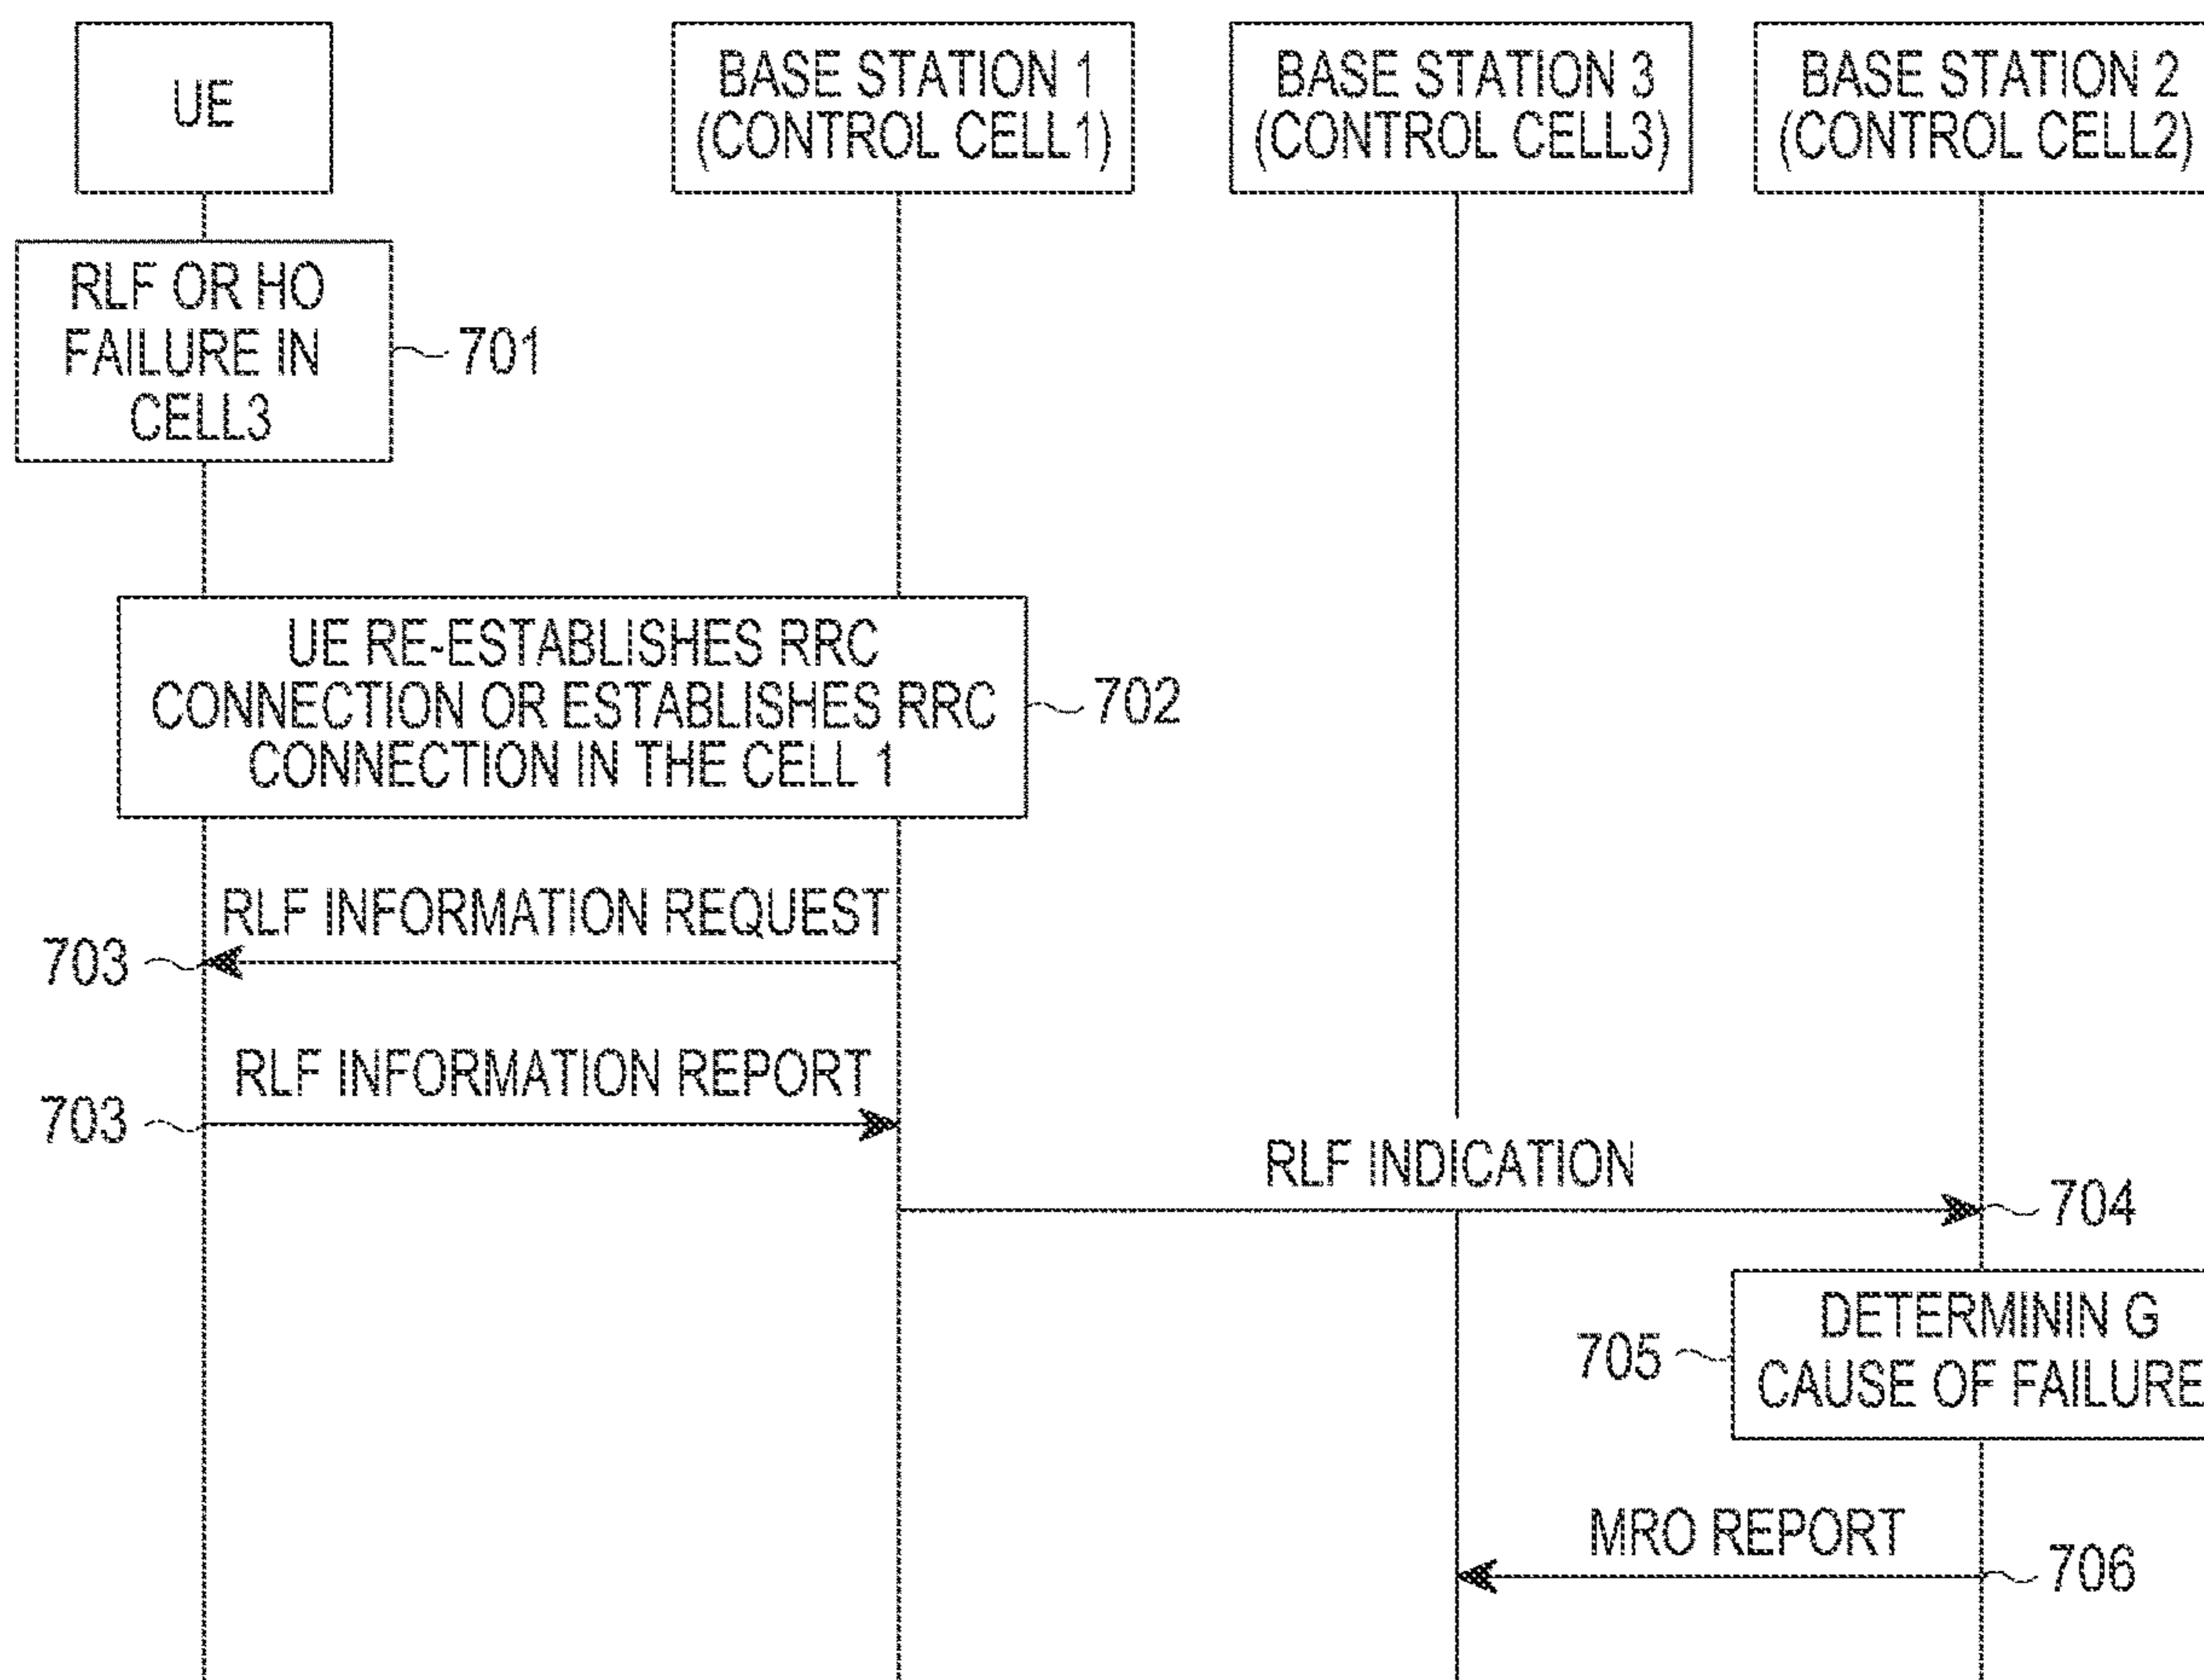 UE
BASE STATION 1
(CONTROL CELL1)
BASE STATION 3
(CONTROL CELL3)
BASE STATION 2
(CONTROL CELL2)
RLF OR HO
FAILURE IN
CELL3
701
UE RE-ESTABLISHES RRC
CONNECTION OR ESTABLISHES RRC
CONNECTION IN THE CELL 1
702
RLF INFORMATION REQUEST
703
RLF INFORMATION REPORT
703
RLF INDICATION
704
DETERMININ G
CAUSE OF FAILURE
705
MRO REPORT
706